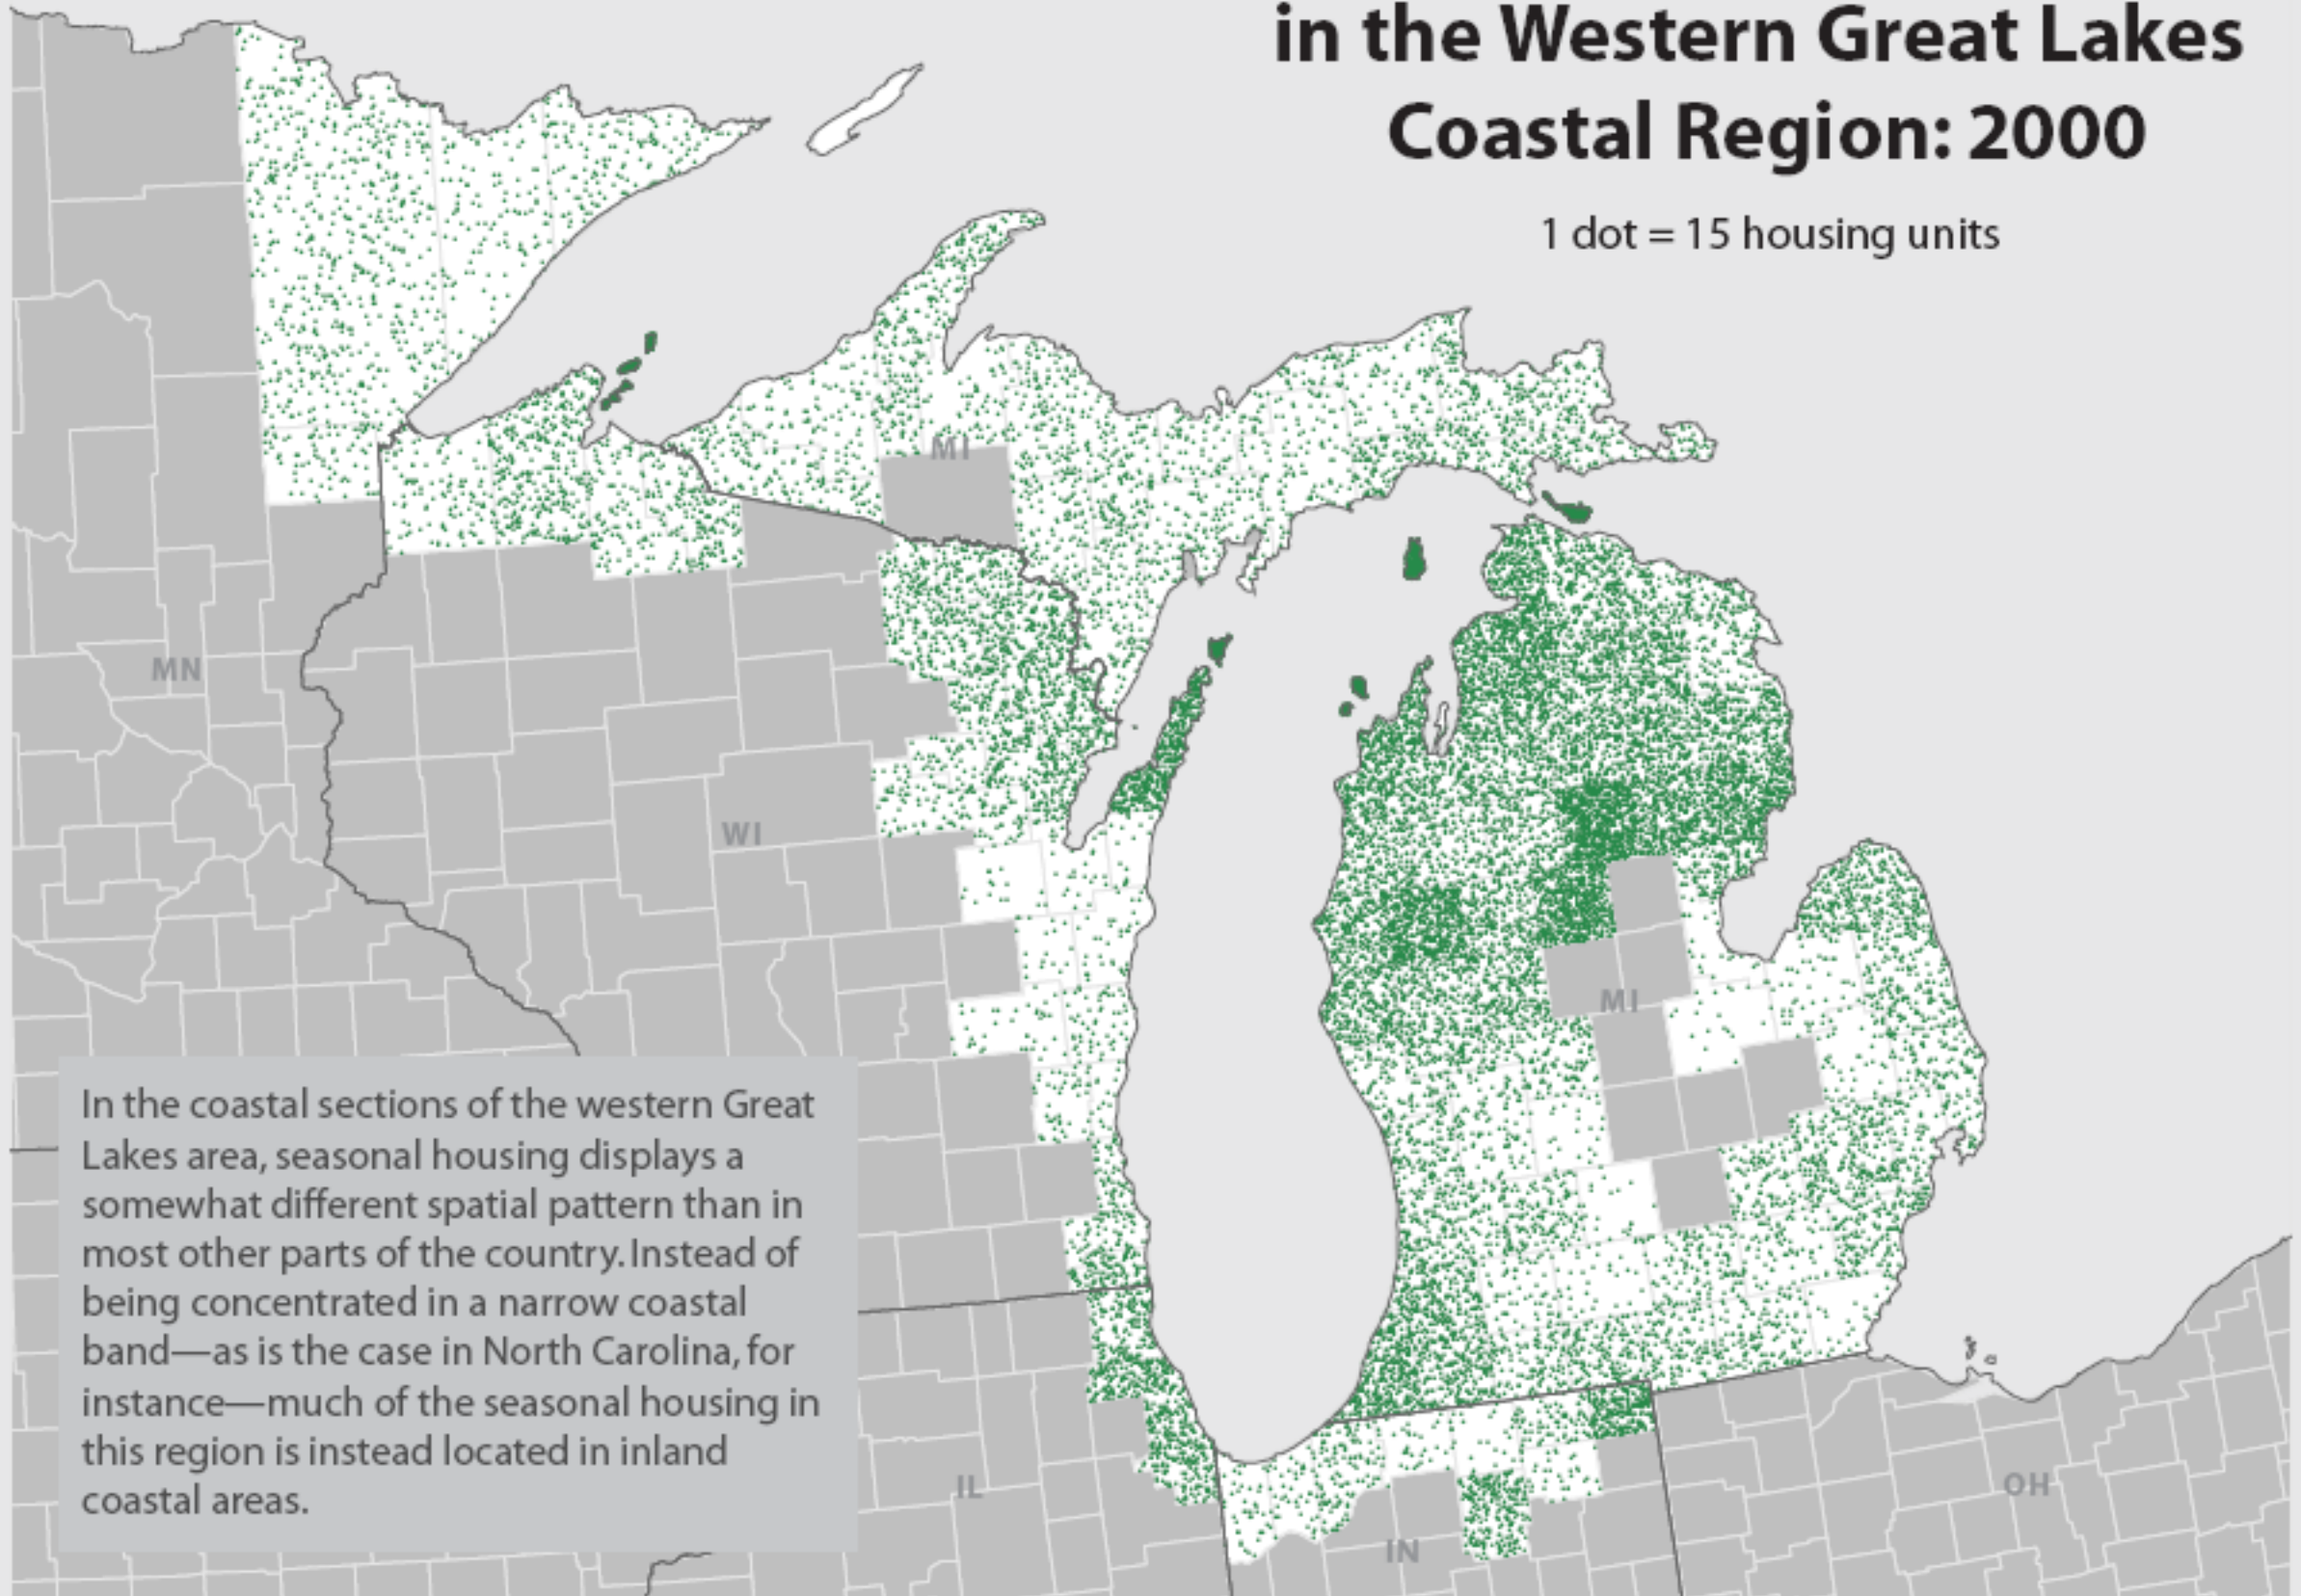 in the Western Great Lakes
Coastal Region: 2000
1 dot = 15 housing units
MI
MN
WI
MI
In the coastal sections of the western Great
Lakes area, seasonal housing displays a
somewhat different spatial pattern than in
most other parts of the country. Instead of
being concentrated in a narrow coastal
band—as is the case in North Carolina, for
instance—much of the seasonal housing in
this region is instead located in inland
coastal areas.
IL
OH
IN